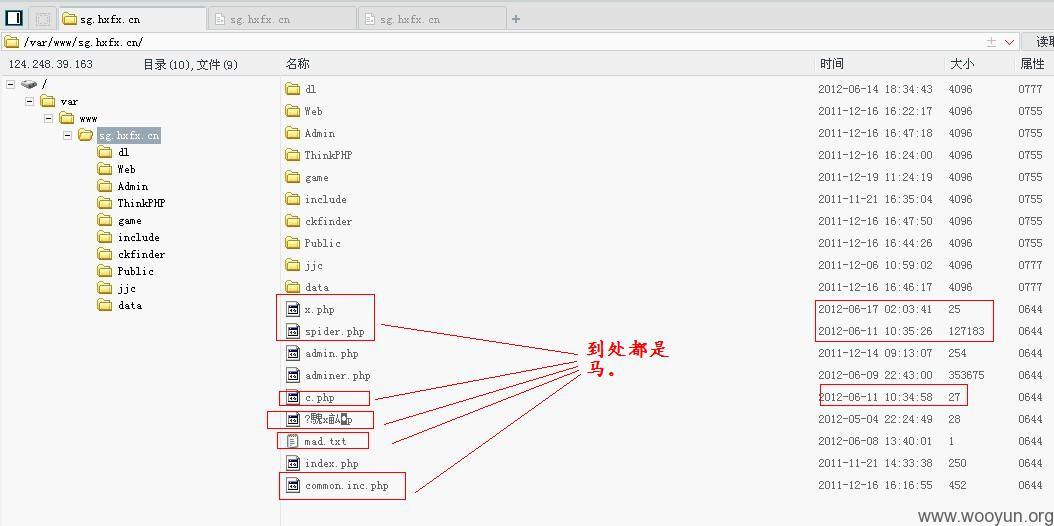 sg.hxfx.cn sg.hxfx.cn sg.hxfx.cn +
/var/www/sg.hxfx.cn/
124.248.39.163 目录(10),文件(9) 名称 时间 大小 属性
/
var
www
sg.hxfx.cn
dl
Web
Admin
ThinkPHP
game
include
ckfinder
Public
jjc
data
dl 2012-06-14 18:34:43 4096 0777
Web 2011-12-16 16:22:17 4096 0755
Admin 2011-12-16 16:47:18 4096 0755
ThinkPHP 2011-12-16 16:24:00 4096 0755
game 2011-12-19 11:24:19 4096 0755
include 2011-11-21 16:35:04 4096 0755
ckfinder 2011-12-16 16:47:50 4096 0755
Public 2011-12-16 16:44:26 4096 0755
jjc 2011-12-06 10:59:02 4096 0777
data 2011-12-16 16:46:17 4096 0777
x.php 2012-06-17 02:03:41 25 0644
spider.php 2012-06-11 10:35:26 127183 0644
admin.php 2011-12-14 09:13:07 254 0644
adminer.php 2012-06-09 22:43:00 353675 0644
c.php 2012-06-11 10:34:58 27 0644
2012-05-04 22:24:49 28 0644
mad.txt 2012-06-08 13:40:01 1 0644
index.php 2011-11-21 14:33:38 250 0644
common.inc.php 2011-12-16 16:16:55 452 0644
到处都是
马。
www.wooyun.org